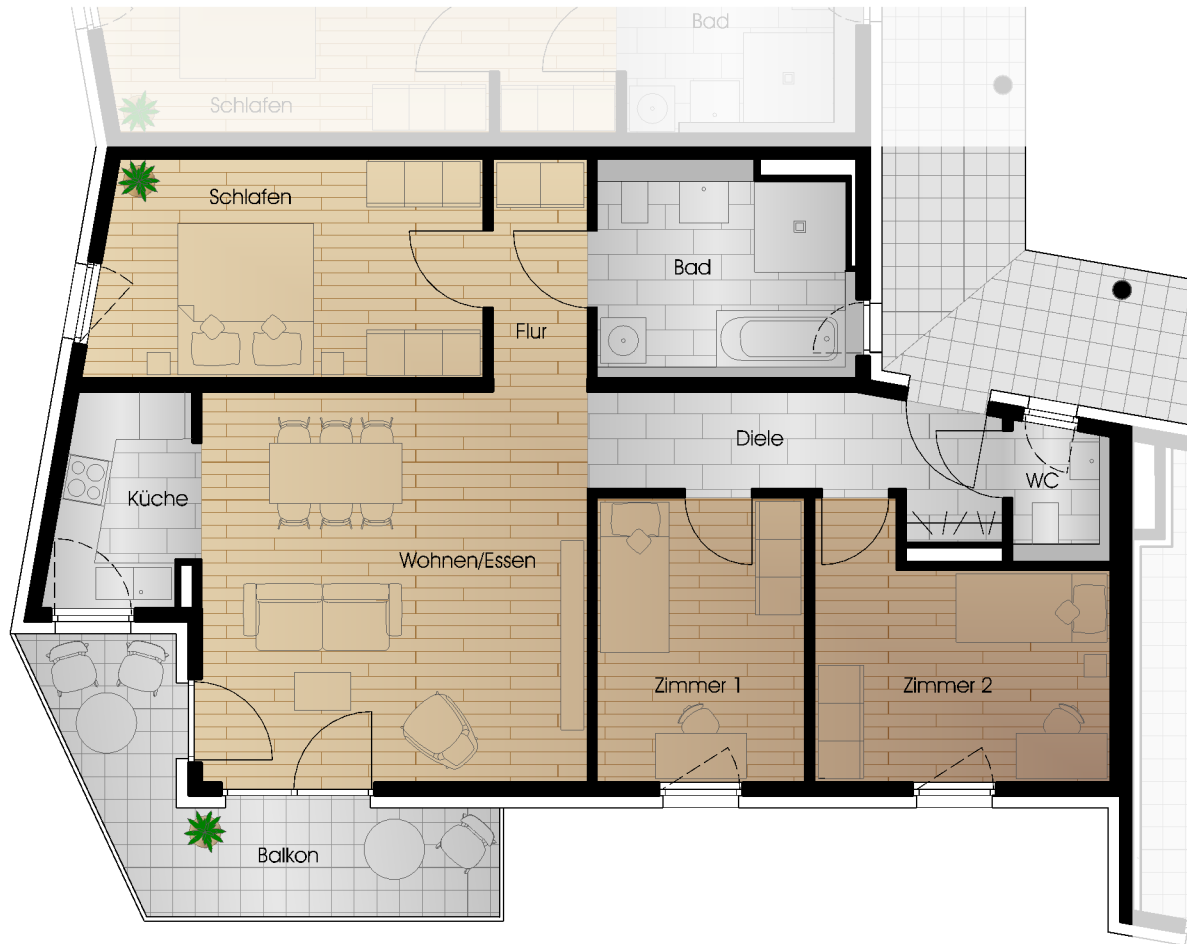 Bad
Schlafen
Schlafen
Bad
Flur
Diele
WC
Küche
Wohnen/Essen
Zimmer 1
Zimmer 2
Balkon